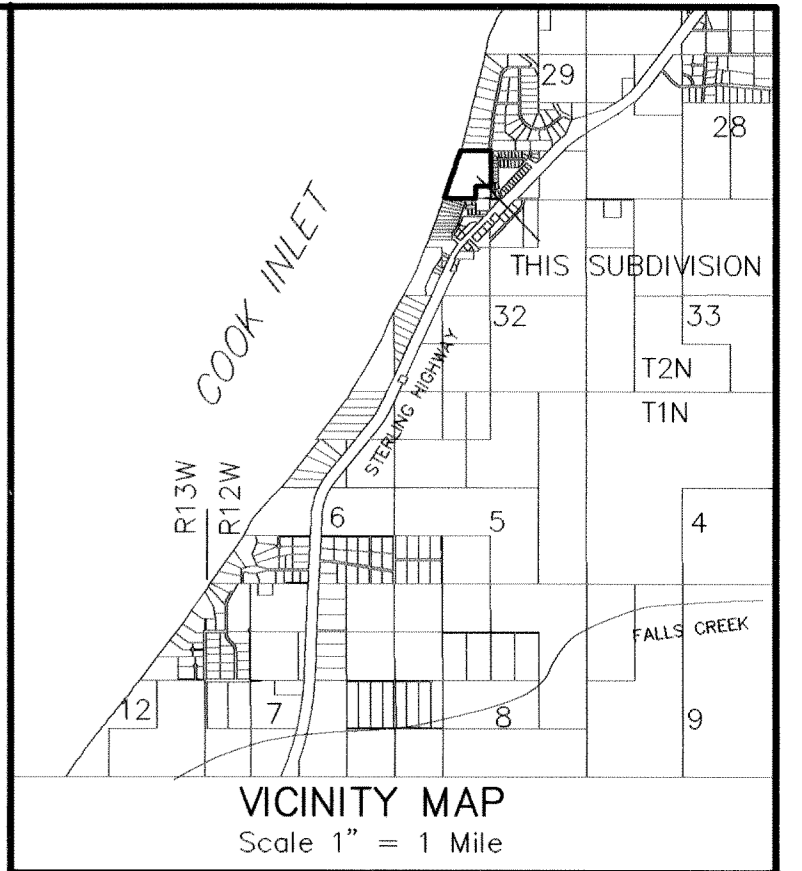 29
28
COOK INLET
THIS SUBDIVISION
32
33
T2N
T1N
STERLING HIGHWAY
R13W
R12W
6
5
4
FALLS CREEK
12
7
8
9
VICINITY MAP
Scale 1" = 1 Mile